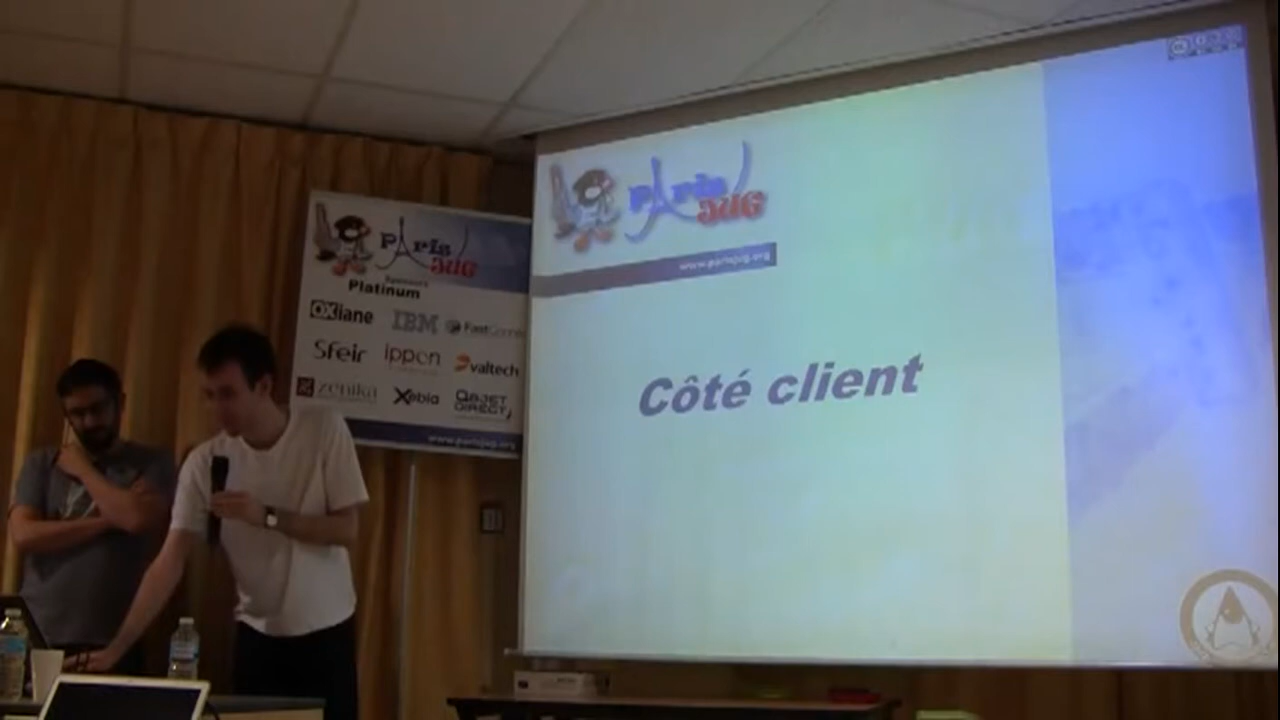 Paris
JUG
www.parisjug.org
Côté client
Paris
JUG
Sponsors
Platinum
OXiane
IBM
Sfeir
ippon
valtech
zenika
Xebia
OBJET
DIRECT
www.parisjug.org